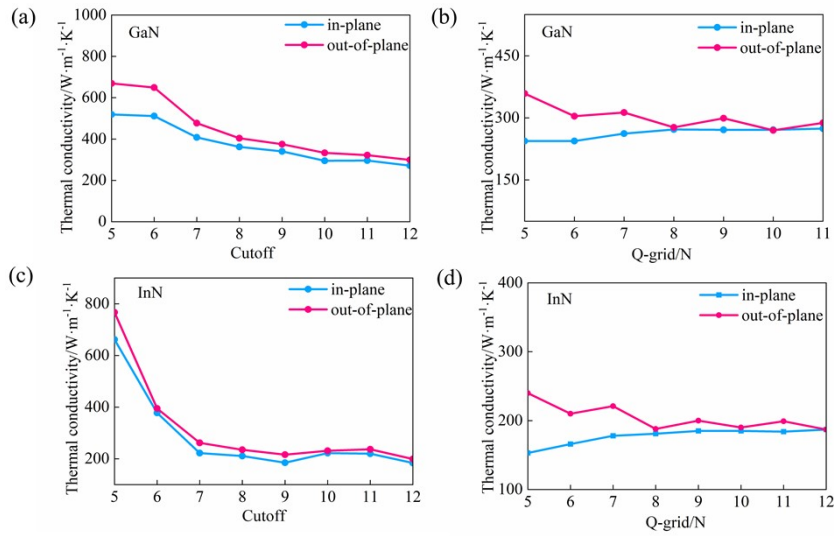 (a)
GaN
in-plane
out-of-plane
Thermal conductivity/W·m⁻¹·K⁻¹
1000
800
600
400
200
0
5 6 7 8 9 10 11 12
Cutoff
(b)
GaN
in-plane
out-of-plane
Thermal conductivity/W·m⁻¹·K⁻¹
450
300
150
5 6 7 8 9 10 11
Q-grid/N
(c)
InN
in-plane
out-of-plane
Thermal conductivity/W·m⁻¹·K⁻¹
800
600
400
200
5 6 7 8 9 10 11 12
Cutoff
(d)
InN
in-plane
out-of-plane
Thermal conductivity/W·m⁻¹·K⁻¹
400
300
200
100
5 6 7 8 9 10 11 12
Q-grid/N